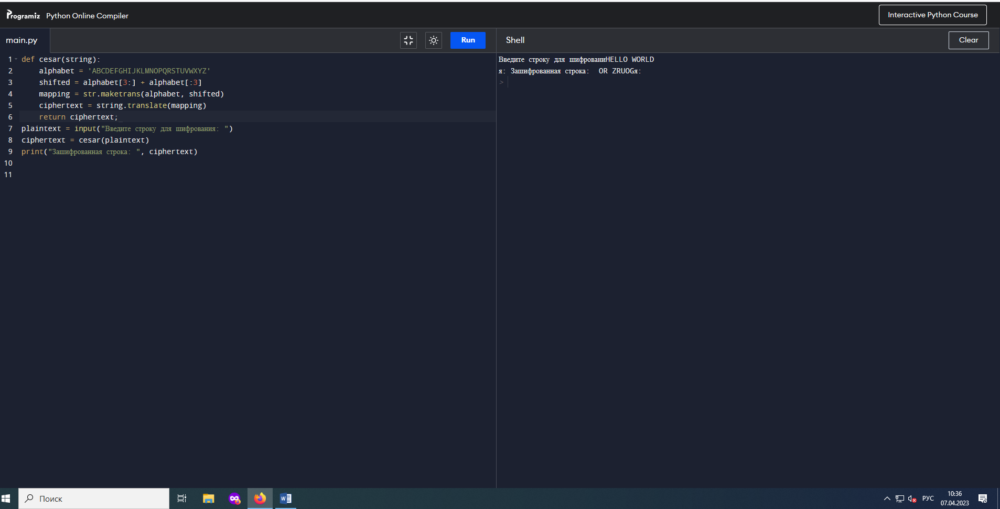 Programiz Python Online Compiler
Interactive Python Course
main.py
Run
Shell
Clear
1 def cesar(string):
2 alphabet = 'ABCDEFGHIJKLMNOPQRSTUVWXYZ'
3 shifted = alphabet[3:] + alphabet[:3]
4 mapping = str.maketrans(alphabet, shifted)
5 ciphertext = string.translate(mapping)
6 return ciphertext;_
7 plaintext = input("Введите строку для шифрования: ")
8 ciphertext = cesar(plaintext)
9 print("Зашифрованная строка: ", ciphertext)
10
11
Введите строку для шифрованиHELLO WORLD
я: Зашифрованная строка:  OR ZRUOGя:
>
Поиск
W
РУС
10:36
07.04.2023